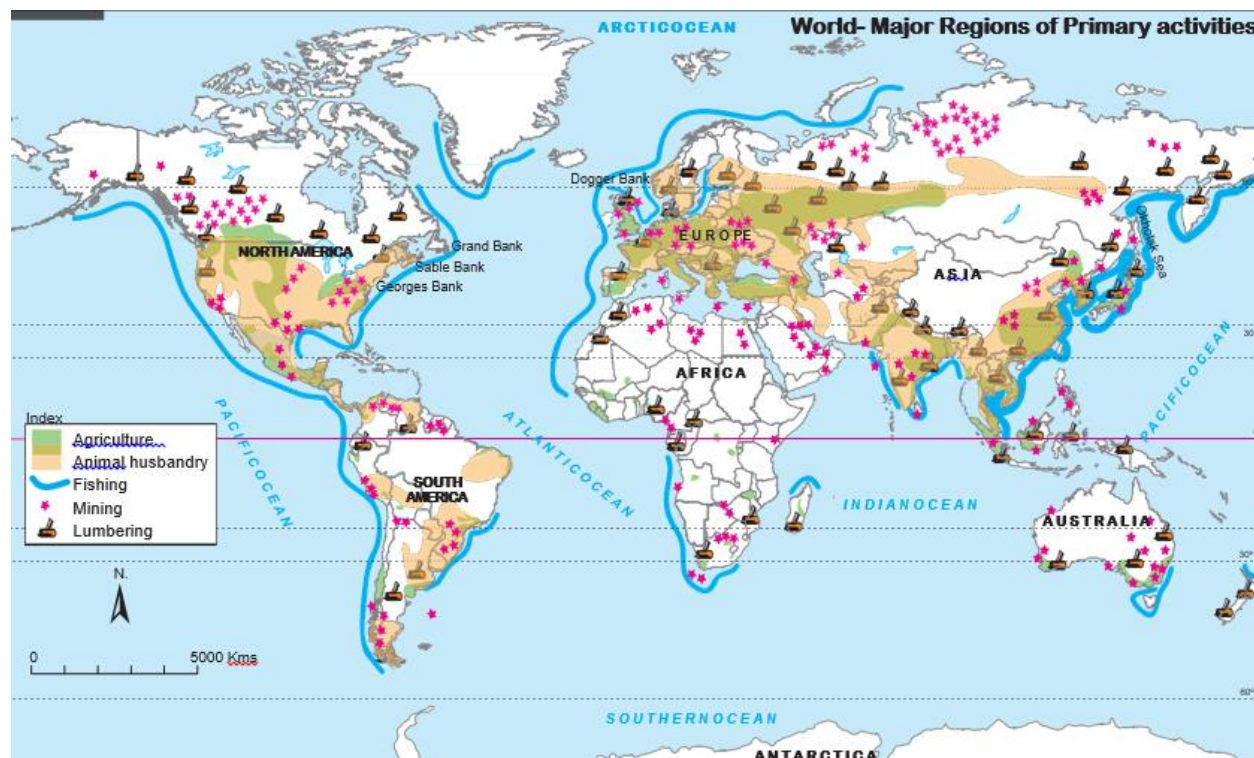 ARCTICOCEAN
World- Major Regions of Primary activities
Dogger Bank
EUROPE
NORTH AMERICA
Grand Bank
Sable Bank
Georges Bank
ASIA
Okhotsk Sea
AFRICA
PACIFICOCEAN
ATLANTICOCEAN
PACIFICOCEAN
Index
Agriculture
Animal husbandry
Fishing
Mining
Lumbering
SOUTH
AMERICA
INDIANOCEAN
AUSTRALIA
30°
N.
0 5000 Kms
60°
SOUTHERNOCEAN
ANTARCTICA